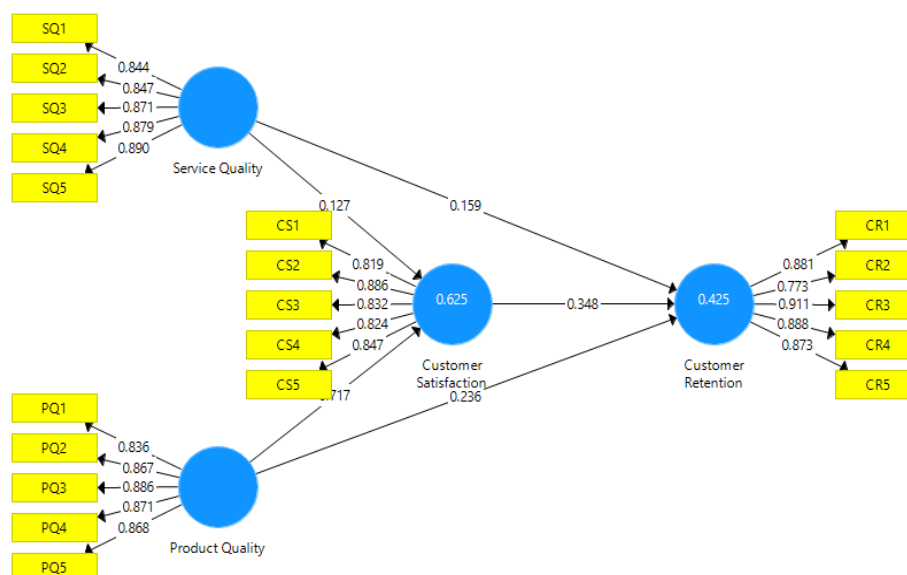 SQ1
SQ2
SQ3
SQ4
SQ5
0.844
0.847
0.871
0.879
0.890
Service Quality
0.127
0.159
CS1
CS2
CS3
CS4
CS5
0.819
0.886
0.832
0.824
0.847
0.625
Customer
Satisfaction
0.348
0.425
Customer
Retention
0.881
0.773
0.911
0.888
0.873
CR1
CR2
CR3
CR4
CR5
.717
0.236
PQ1
PQ2
PQ3
PQ4
PQ5
0.836
0.867
0.886
0.871
0.868
Product Quality